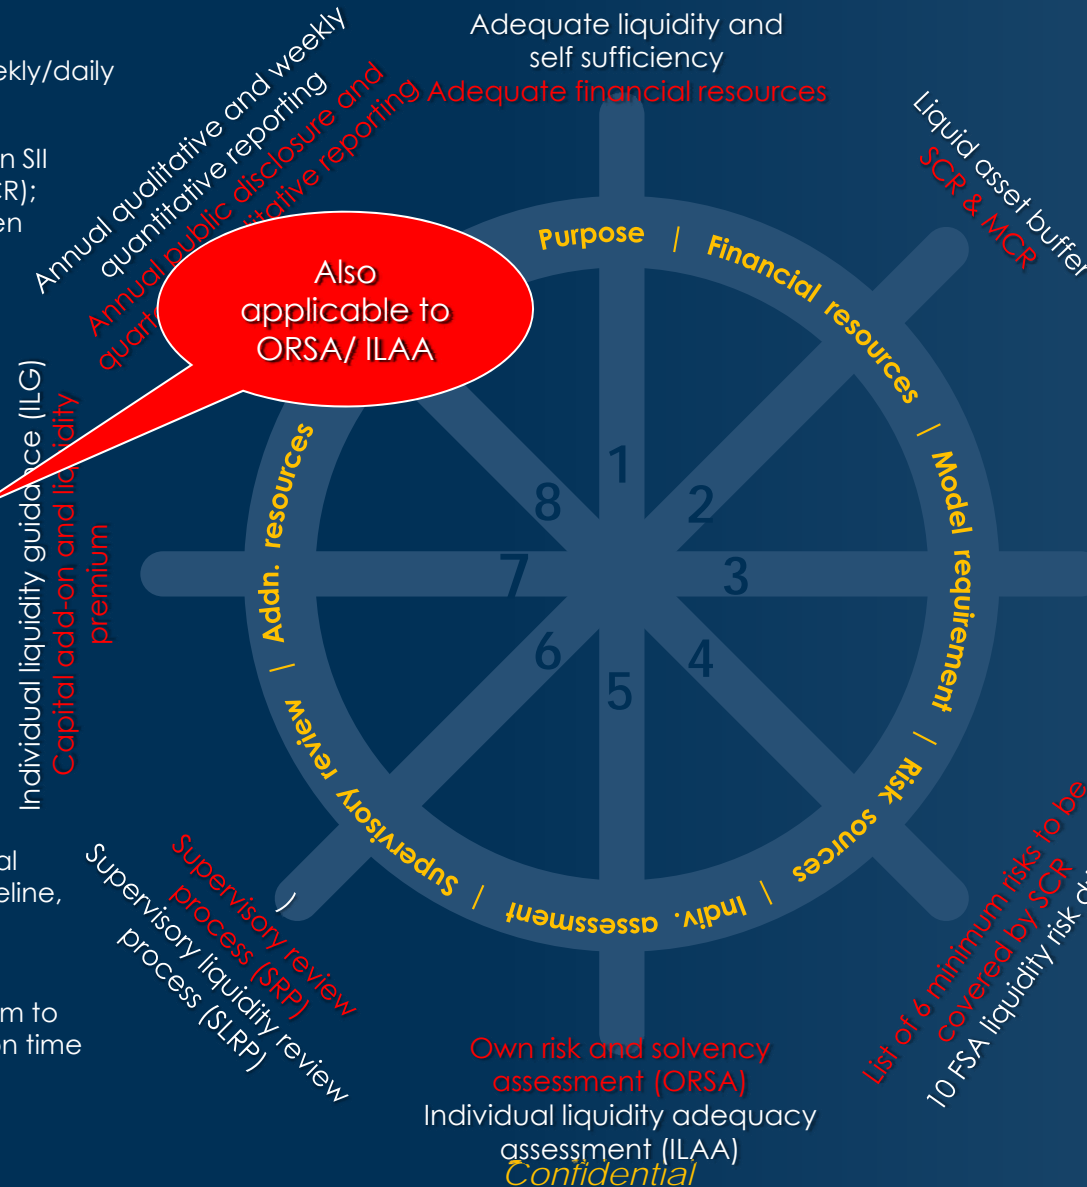 Adequate liquidity and
self sufficiency
Adequate financial resources
ekly/daily
n SII
CR);
en
Annual qualitative and weekly
quantitative reporting
Annual public disclosure and
Liquid asset buffer
SCR & MCR
Also
applicable to
ORSA/ ILAA
Purpose | Financial resources | Model requirement | Risk sources | Indiv. assessment | Supervisory review | Addn. resources
1
2
3
4
5
6
7
8
Individual liquidity guidance (ILG)
Capital add-on and liquidity
premium
al
eline,
m to
on time
Supervisory review
process (SRP)
)
Supervisory liquidity review
process (SLRP)
List of 6 minimum risks to be
covered by SCR
10 FSA liquidity risk
Own risk and solvency
assessment (ORSA)
Individual liquidity adequacy
assessment (ILAA)
Confidential